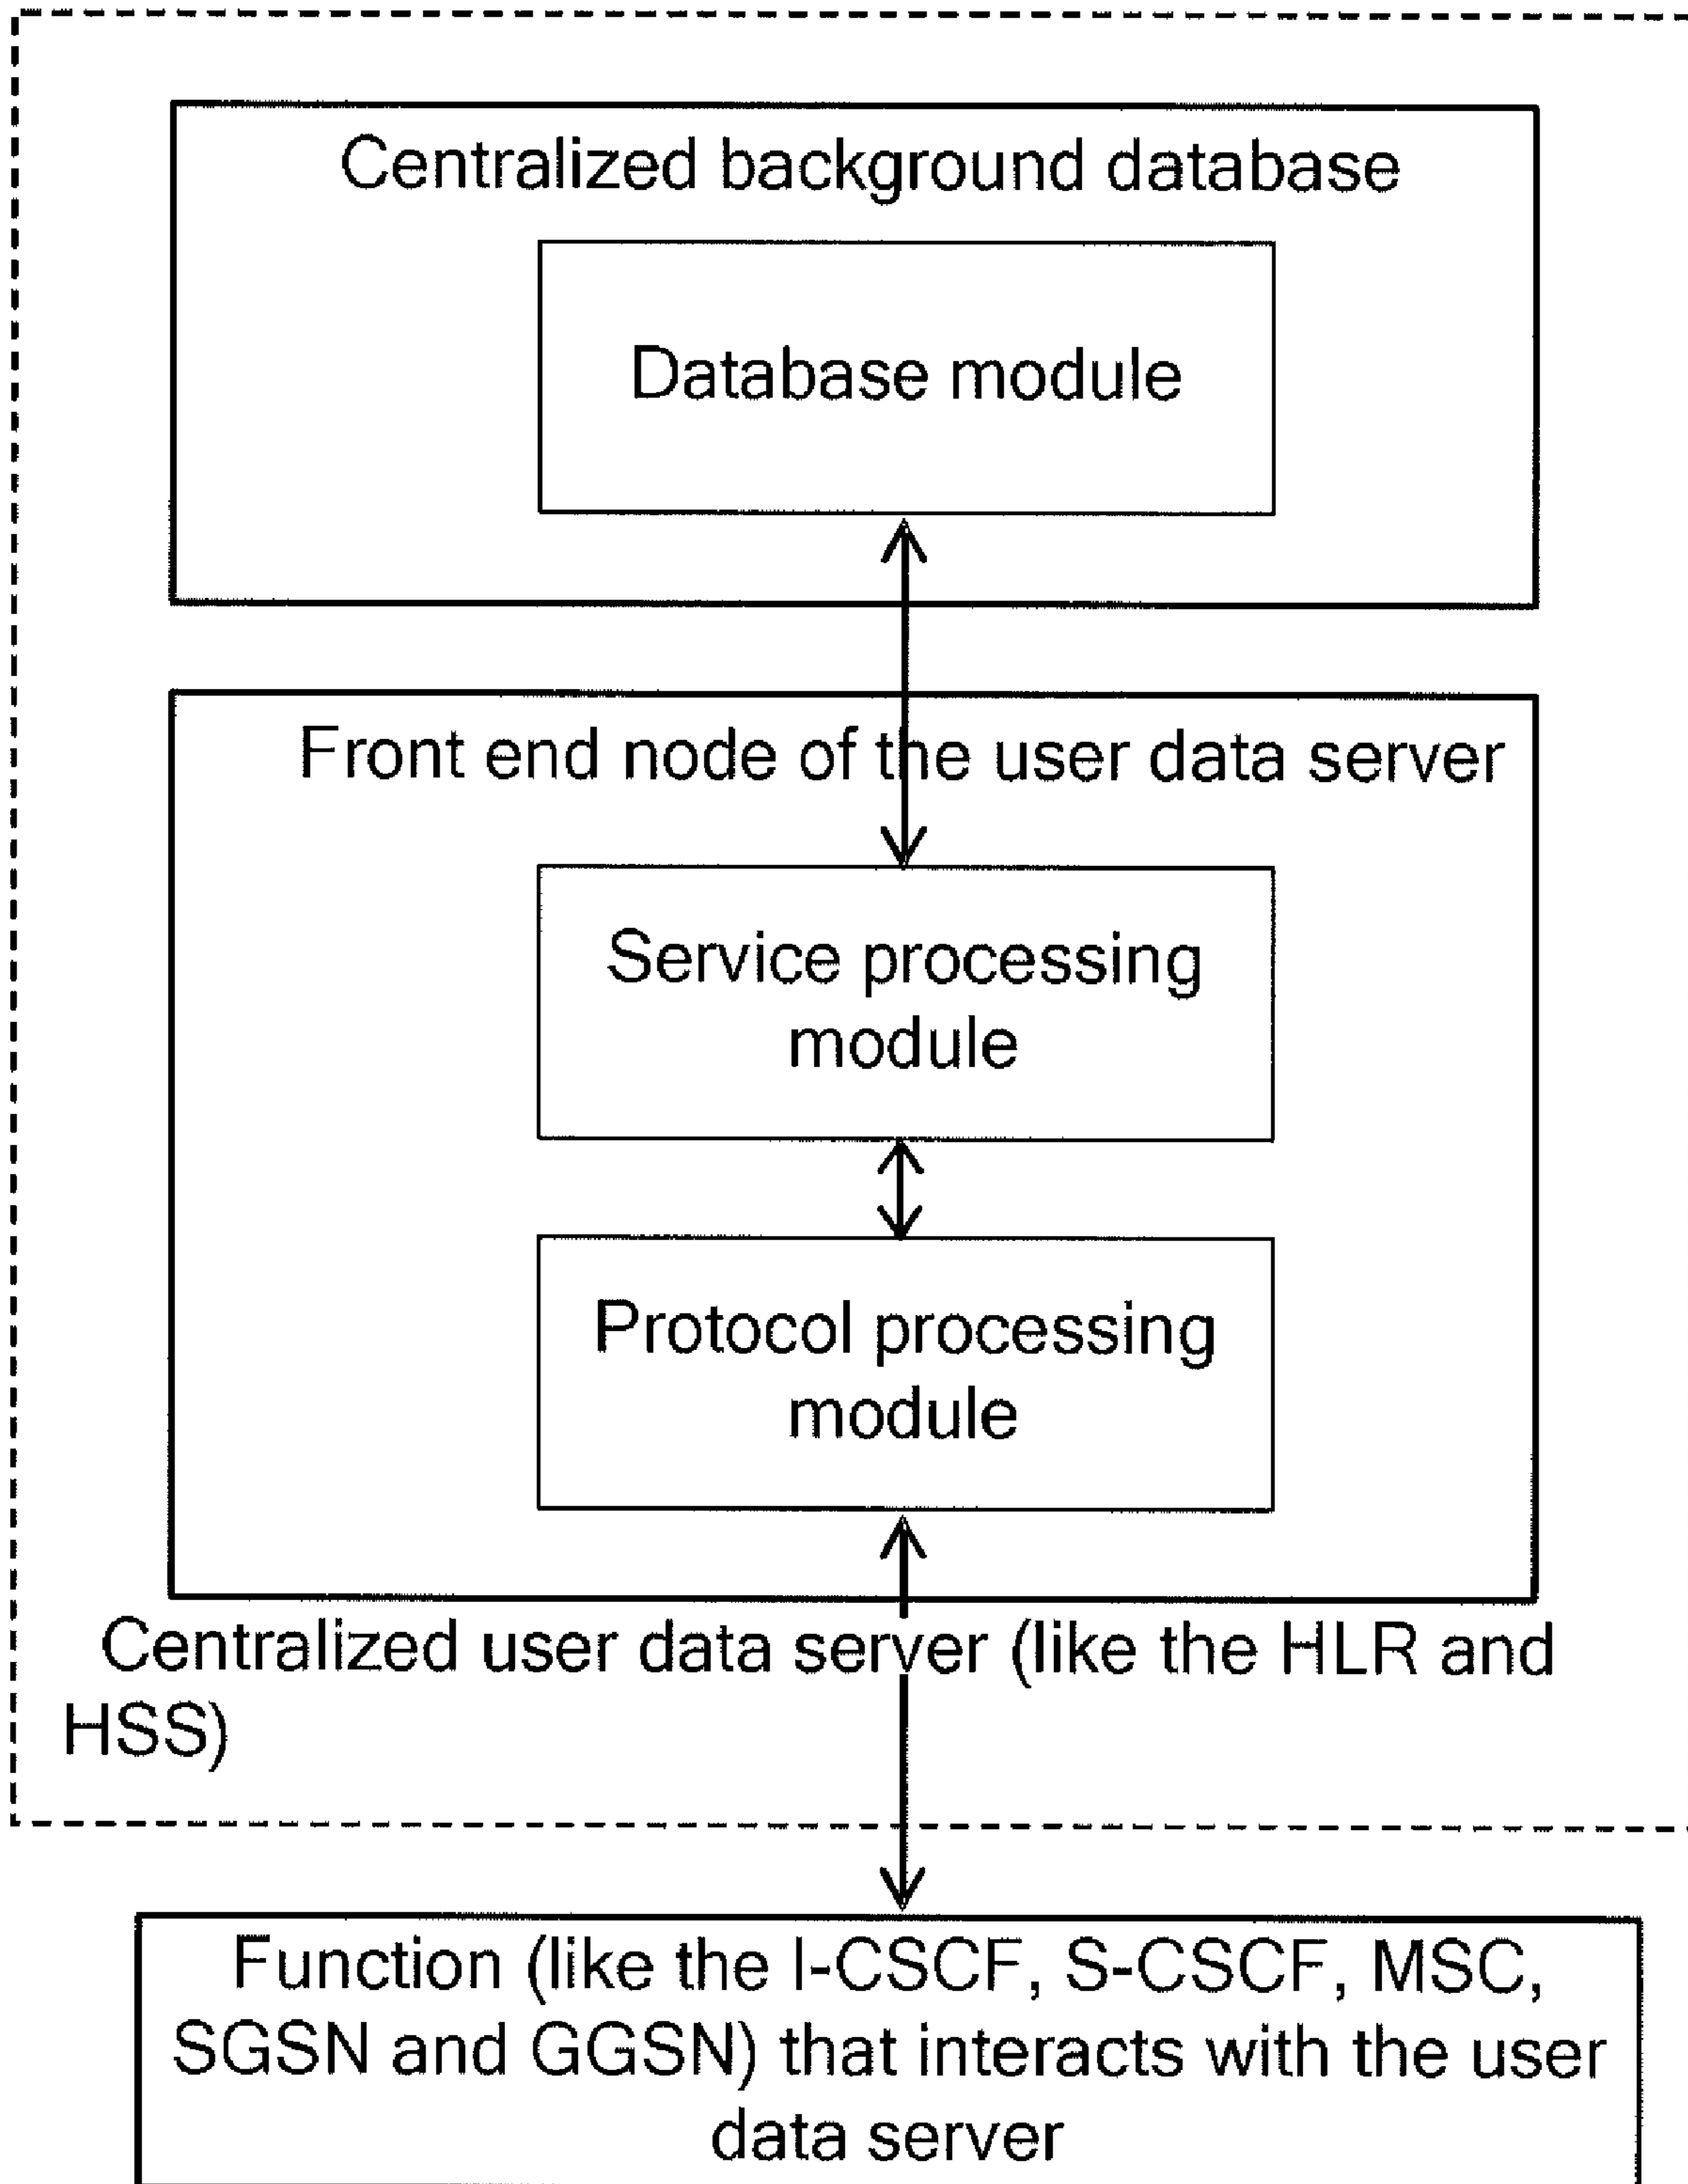 Centralized background database
Database module
Front end node of the user data server
Service processing
module
Protocol processing
module
Centralized user data server (like the HLR and
HSS)
Function (like the I-CSCF, S-CSCF, MSC,
SGSN and GGSN) that interacts with the user
data server